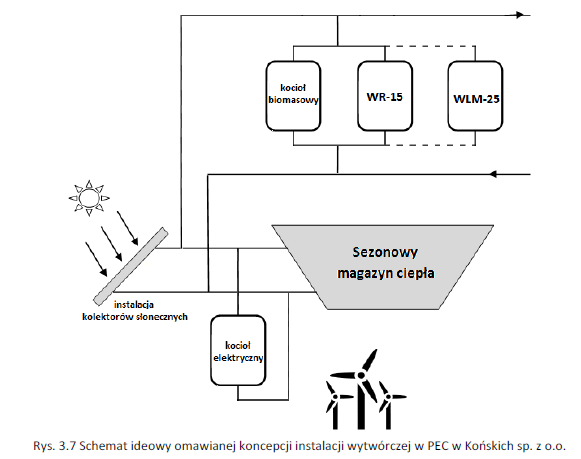 kocioł
biomasowy
WR-15
WLM-25
Sezonowy
magazyn ciepła
instalacja
kolektorów słonecznych
kocioł
elektryczny
Rys. 3.7 Schemat ideowy omawianej koncepcji instalacji wytwórczej w PEC w Końskich sp. z o.o.